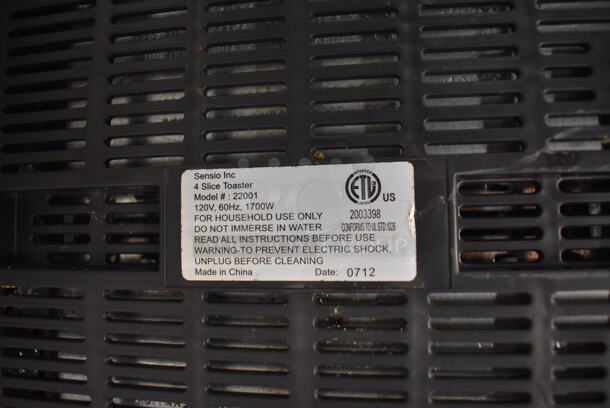 Sensio Inc
4 Slice Toaster
Model # : 22001
120V, 60Hz, 1700W
FOR HOUSEHOLD USE ONLY
DO NOT IMMERSE IN WATER
READ ALL INSTRUCTIONS BEFORE USE
WARNING-TO PREVENT ELECTRIC SHOCK,
UNPLUG BEFORE CLEANING
Made in China Date: 0712
ETL US
2003398
CONFORMS TO UL STD 1026